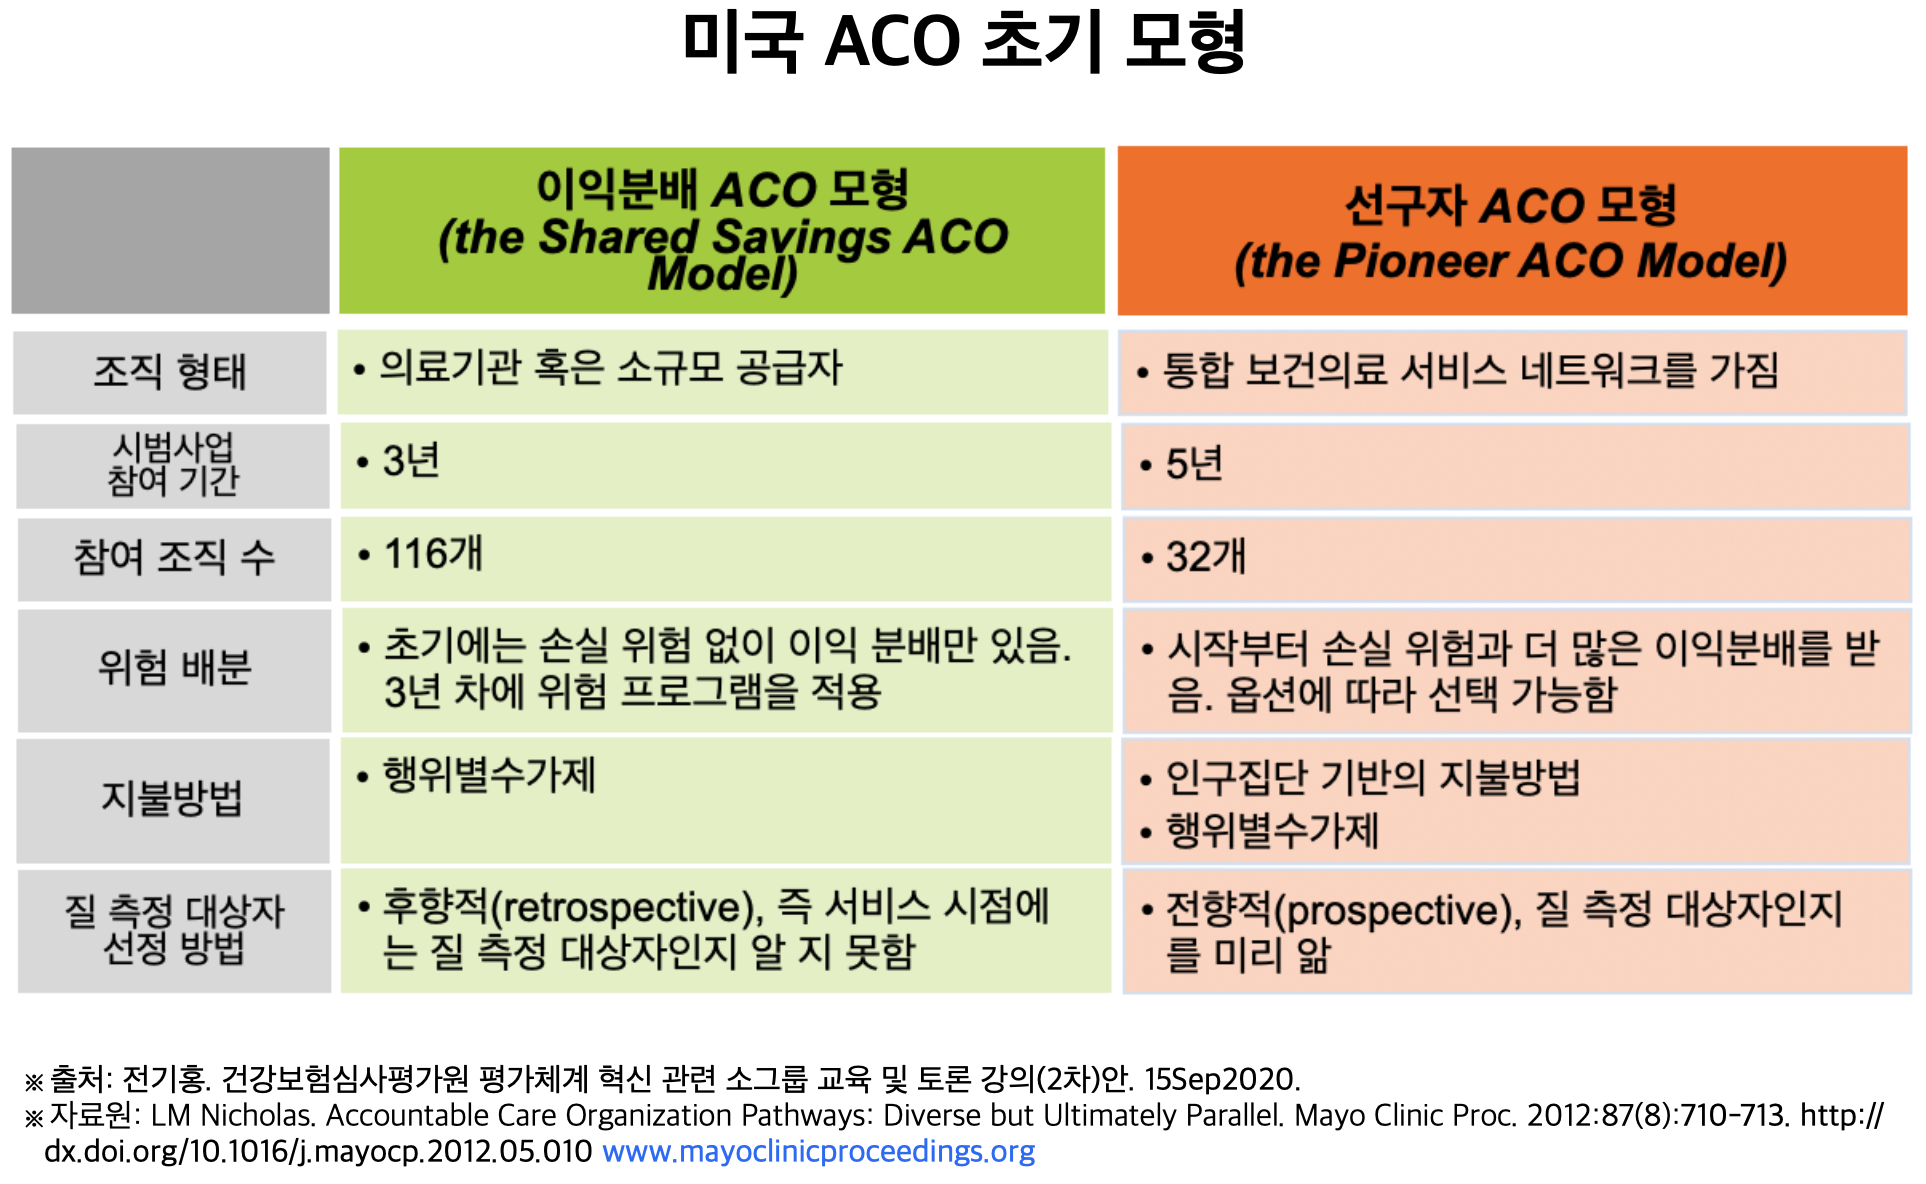 미국 ACO 초기 모형
이익분배 ACO 모형
(the Shared Savings ACO
Model)
선구자 ACO 모형
(the Pioneer ACO Model)
조직 형태
• 의료기관 혹은 소규모 공급자
• 통합 보건의료 서비스 네트워크를 가짐
시범사업
참여 기간
• 3년
• 5년
참여 조직 수
• 116개
• 32개
위험 배분
• 초기에는 손실 위험 없이 이익 분배만 있음.
3년 차에 위험 프로그램을 적용
• 시작부터 손실 위험과 더 많은 이익분배를 받
음. 옵션에 따라 선택 가능함
지불방법
• 행위별수가제
• 인구집단 기반의 지불방법
• 행위별수가제
질 측정 대상자
선정 방법
• 후향적(retrospective), 즉 서비스 시점에
는 질 측정 대상자인지 알 지 못함
• 전향적(prospective), 질 측정 대상자인지
를 미리 앎
※ 출처: 전기홍. 건강보험심사평가원 평가체계 혁신 관련 소그룹 교육 및 토론 강의(2차)안. 15Sep2020.
※ 자료원: LM Nicholas. Accountable Care Organization Pathways: Diverse but Ultimately Parallel. Mayo Clinic Proc. 2012:87(8):710-713. http://
dx.doi.org/10.1016/j.mayocp.2012.05.010 www.mayoclinicproceedings.org